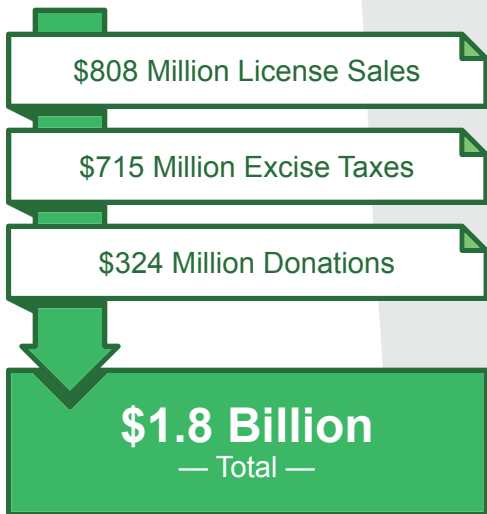 $808 Million License Sales
$715 Million Excise Taxes
$324 Million Donations
$1.8 Billion
— Total —